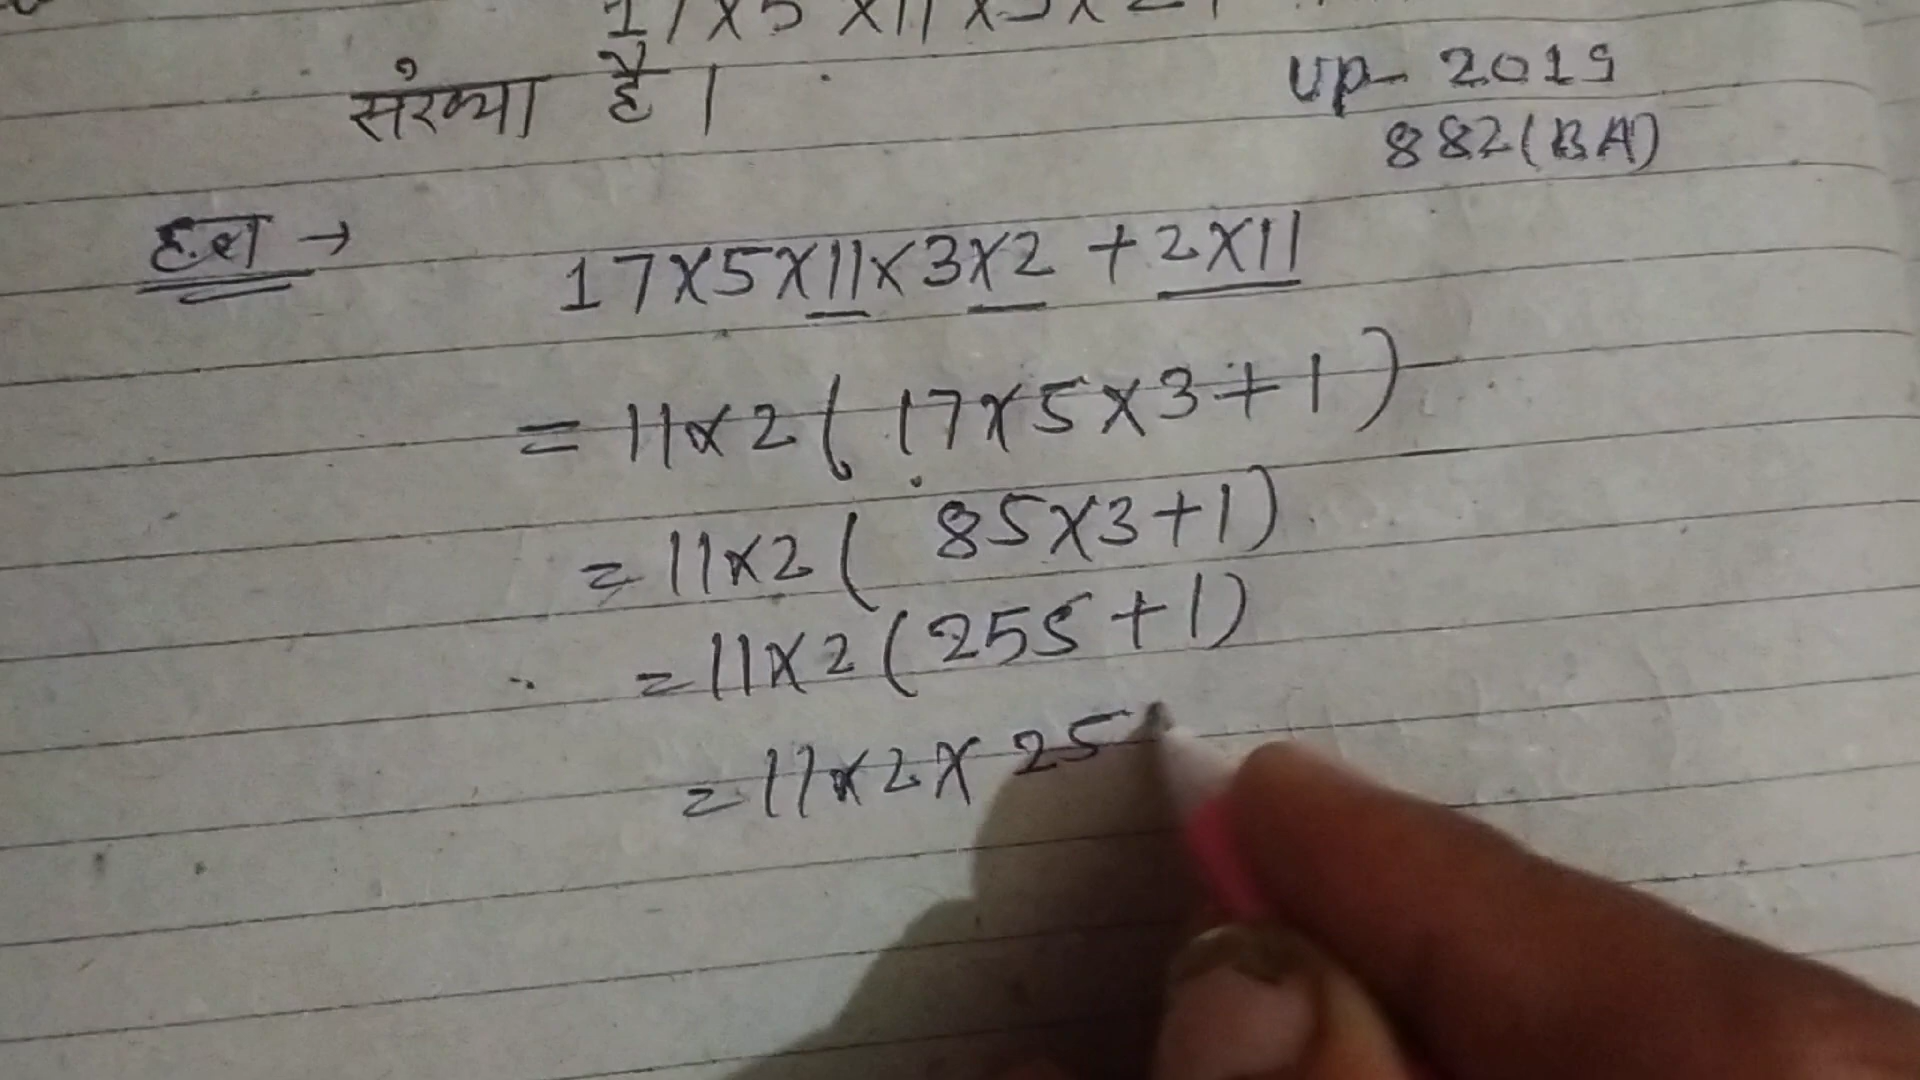 संख्या है।
UP- 2019
882(BA)
हल → 17×5×11×3×2 + 2×11
= 11×2( 17×5×3+1)
= 11×2( 85×3+1)
= 11×2(255+1)
= 11×2×25